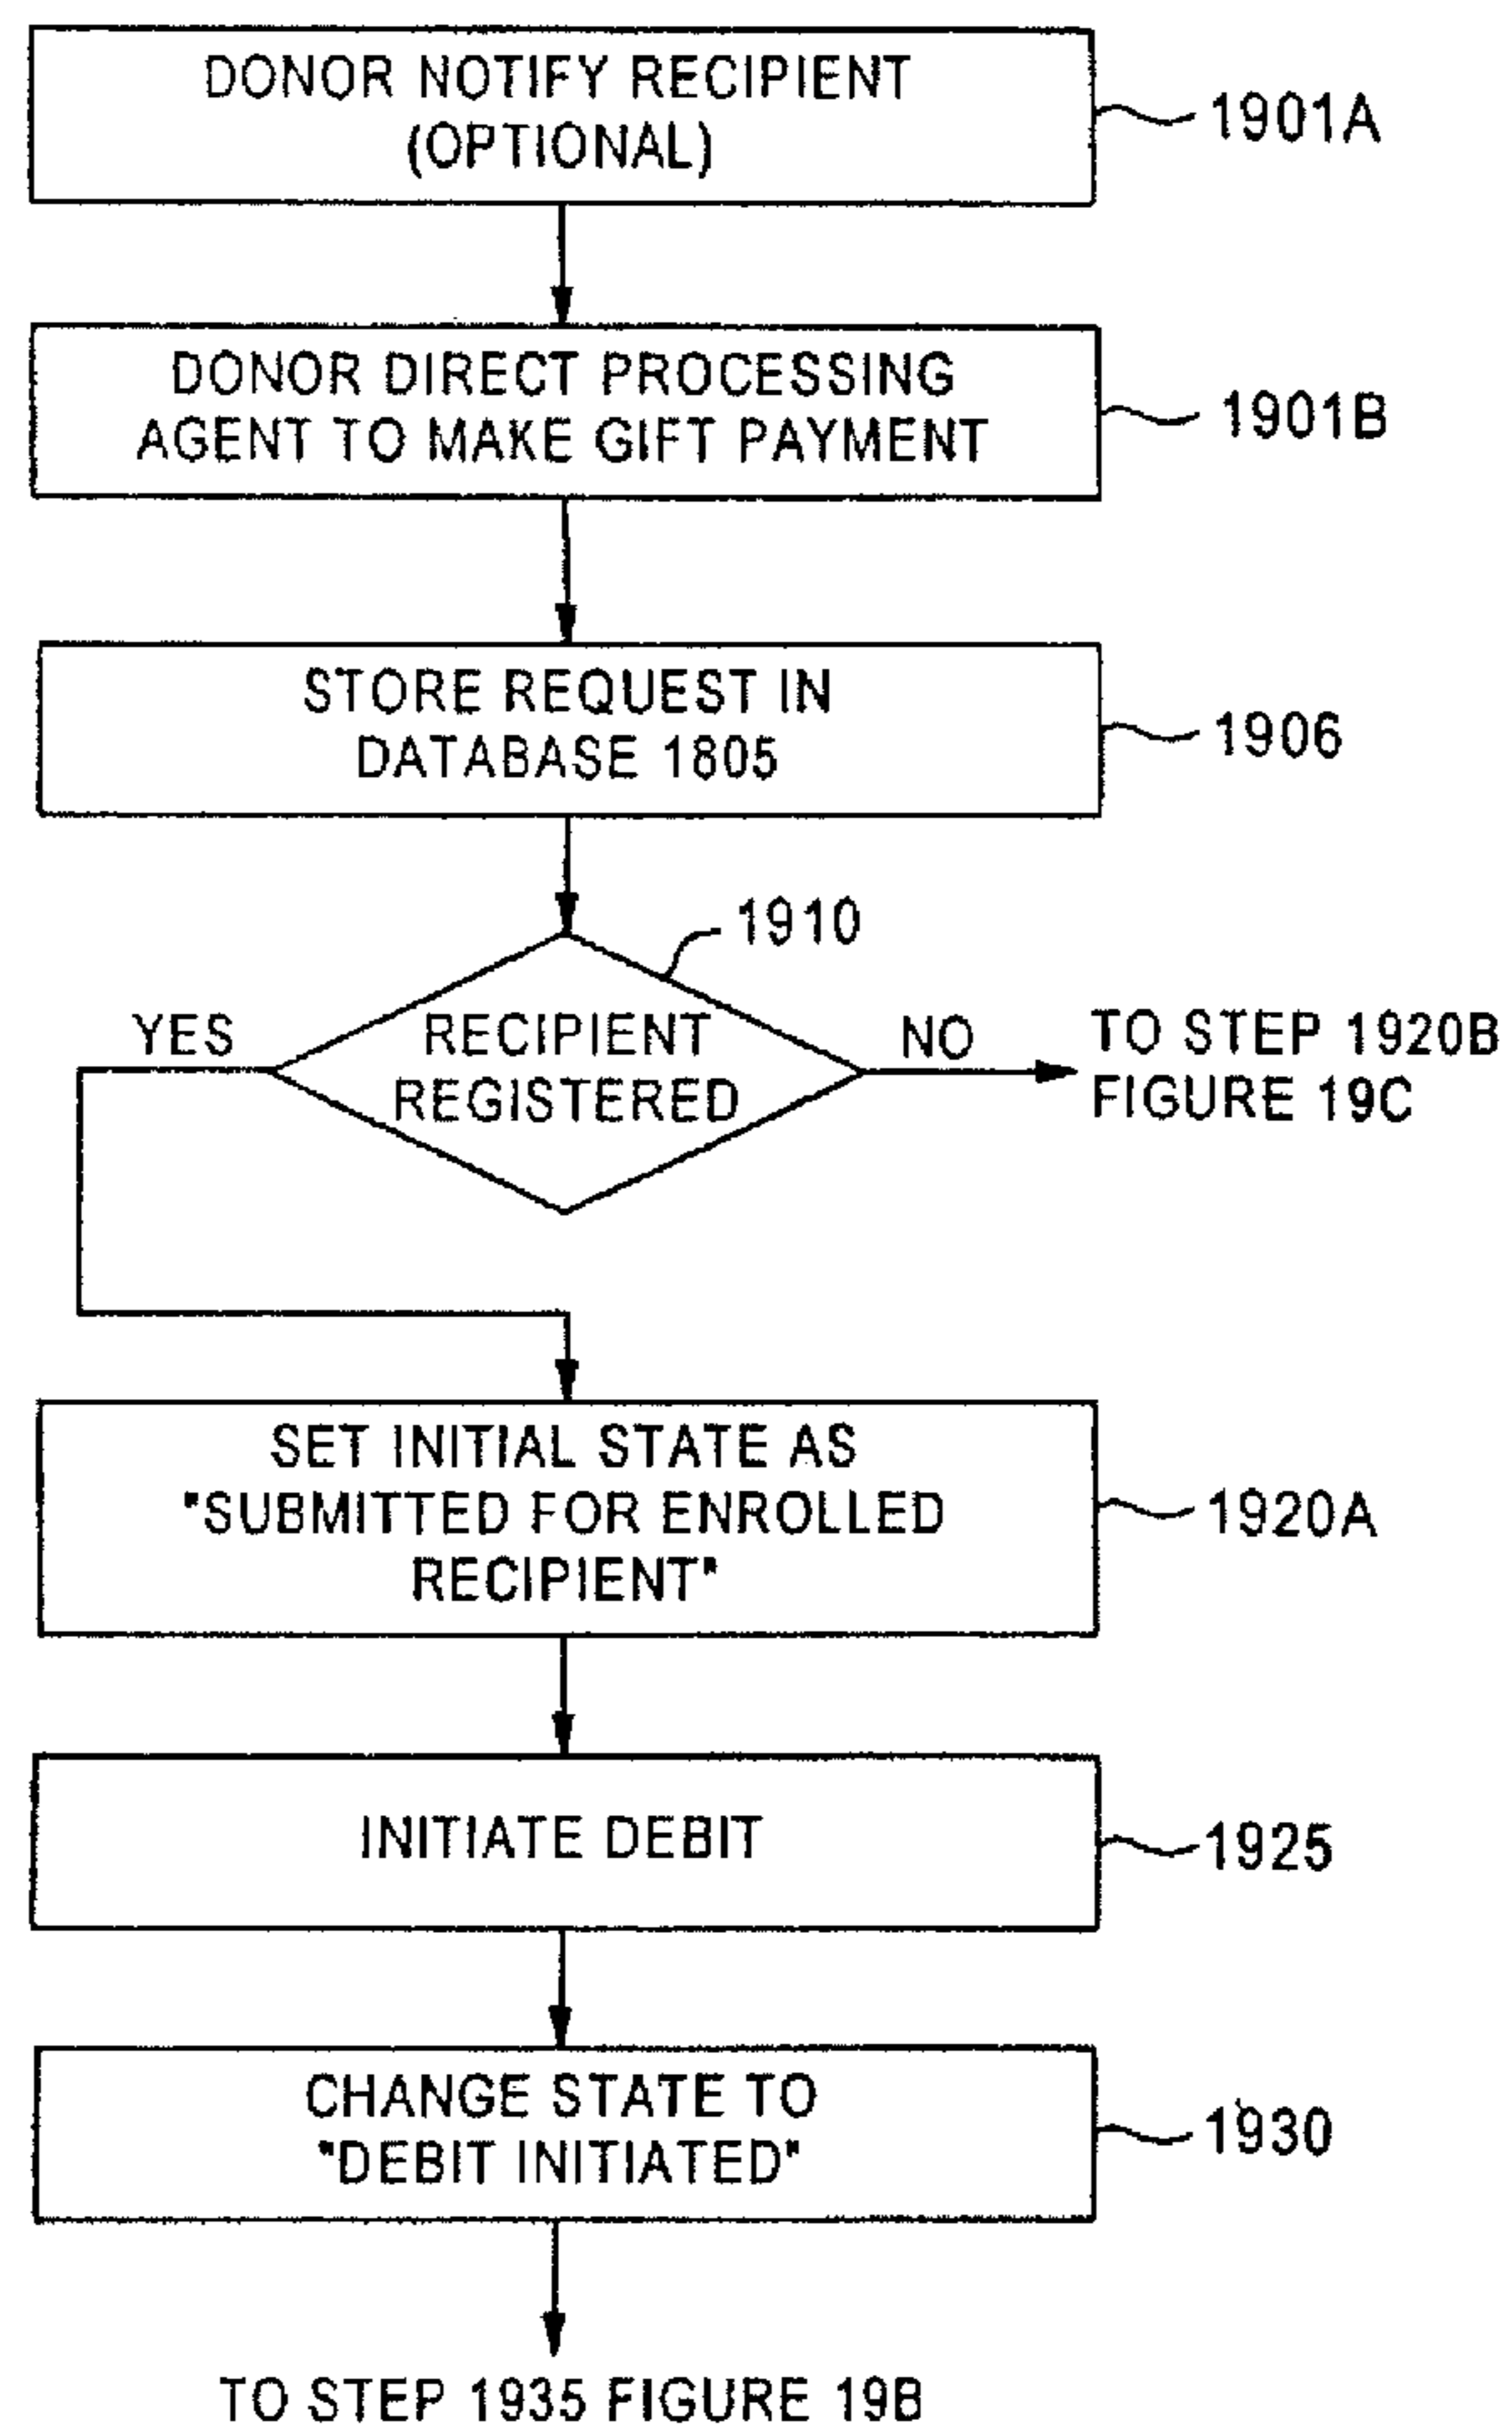 DONOR NOTIFY RECIPIENT
(OPTIONAL)
1901A
DONOR DIRECT PROCESSING
AGENT TO MAKE GIFT PAYMENT
1901B
STORE REQUEST IN
DATABASE 1805
1906
1910
YES
RECIPIENT
REGISTERED
NO
TO STEP 1920B
FIGURE 19C
SET INITIAL STATE AS
"SUBMITTED FOR ENROLLED
RECIPIENT"
1920A
INITIATE DEBIT
1925
CHANGE STATE TO
"DEBIT INITIATED"
1930
TO STEP 1935 FIGURE 19B